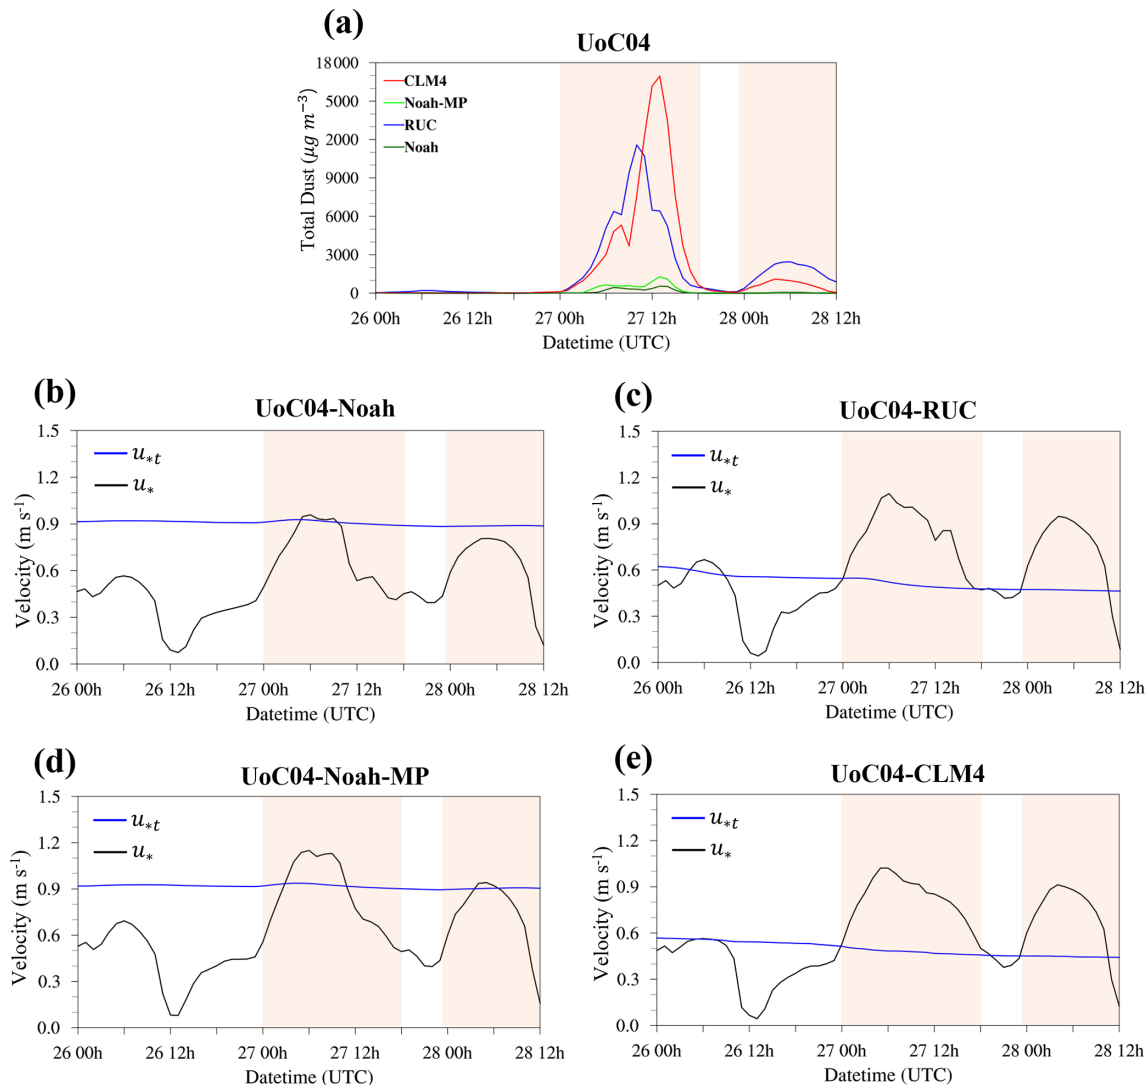 (a)
UoC04
18 000
5000
2000
9000
6000
3000
0
Total Dust (μg m−3)
CLM4
Noah-MP
RUC
Noah
26 00h 26 12h 27 00h 27 12h 28 00h 28 12h
Datetime (UTC)
(b)
UoC04-Noah
1.5
1.2
0.9
0.6
0.3
0.0
Velocity (m s-1)
u*t
u*
26 00h 26 12h 27 00h 27 12h 28 00h 28 12h
Datetime (UTC)
(c)
UoC04-RUC
1.5
1.2
0.9
0.6
0.3
0.0
Velocity (m s-1)
u*t
u*
26 00h 26 12h 27 00h 27 12h 28 00h 28 12h
Datetime (UTC)
(d)
UoC04-Noah-MP
1.5
1.2
0.9
0.6
0.3
0.0
Velocity (m s-1)
u*t
u*
26 00h 26 12h 27 00h 27 12h 28 00h 28 12h
Datetime (UTC)
(e)
UoC04-CLM4
1.5
1.2
0.9
0.6
0.3
0.0
Velocity (m s-1)
u*t
u*
26 00h 26 12h 27 00h 27 12h 28 00h 28 12h
Datetime (UTC)